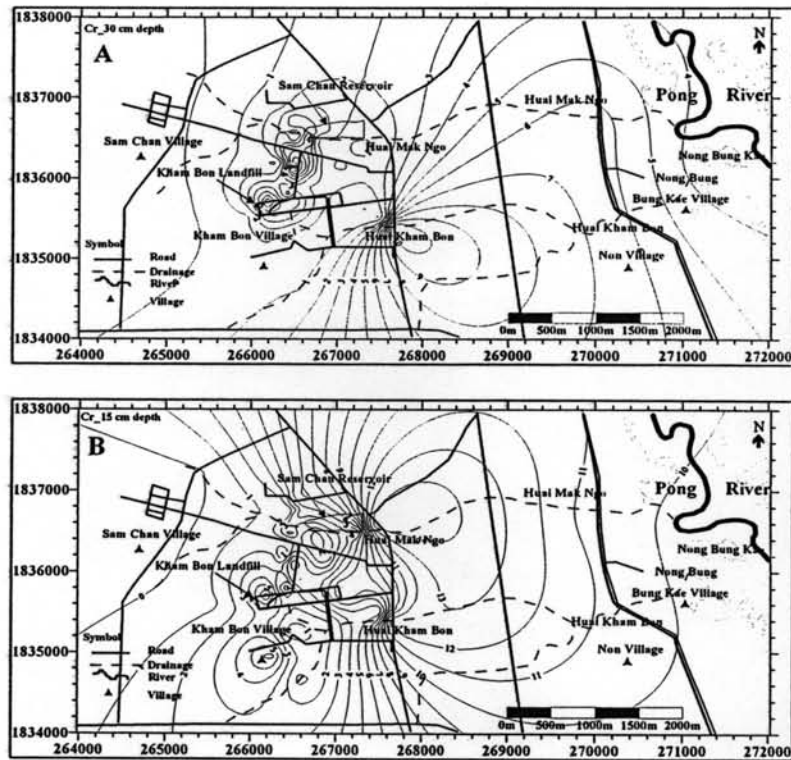 1838000
Cr_30 cm depth
A
N
Sam Chan Reservoir
1837000
Huai Mak Ngo
Pong River
Sam Chan Village
Huai Mak Ngo
1836000
Kham Bon Landfill
Nong Bung
Bung Kae Village
Kham Bon Village
Huai Kham Bon
Huai Kham Bon
Symbol
1835000
Road
Drainage
River
Village
Non Village
0m 500m 1000m 1500m 2000m
1834000
264000 265000 266000 267000 268000 269000 270000 271000 272000
1838000
Cr_15 cm depth
B
N
Sam Chan Reservoir
1837000
Huai Mak Ngo
Pong River
Sam Chan Village
Huai Mak Ngo
1836000
Kham Bon Landfill
Nong Bung
Bung Kae Village
Kham Bon Village
Huai Kham Bon
Huai Kham Bon
Symbol
1835000
Road
Drainage
River
Village
Non Village
13
12
11
11
10
0m 500m 1000m 1500m 2000m
1834000
264000 265000 266000 267000 268000 269000 270000 271000 272000